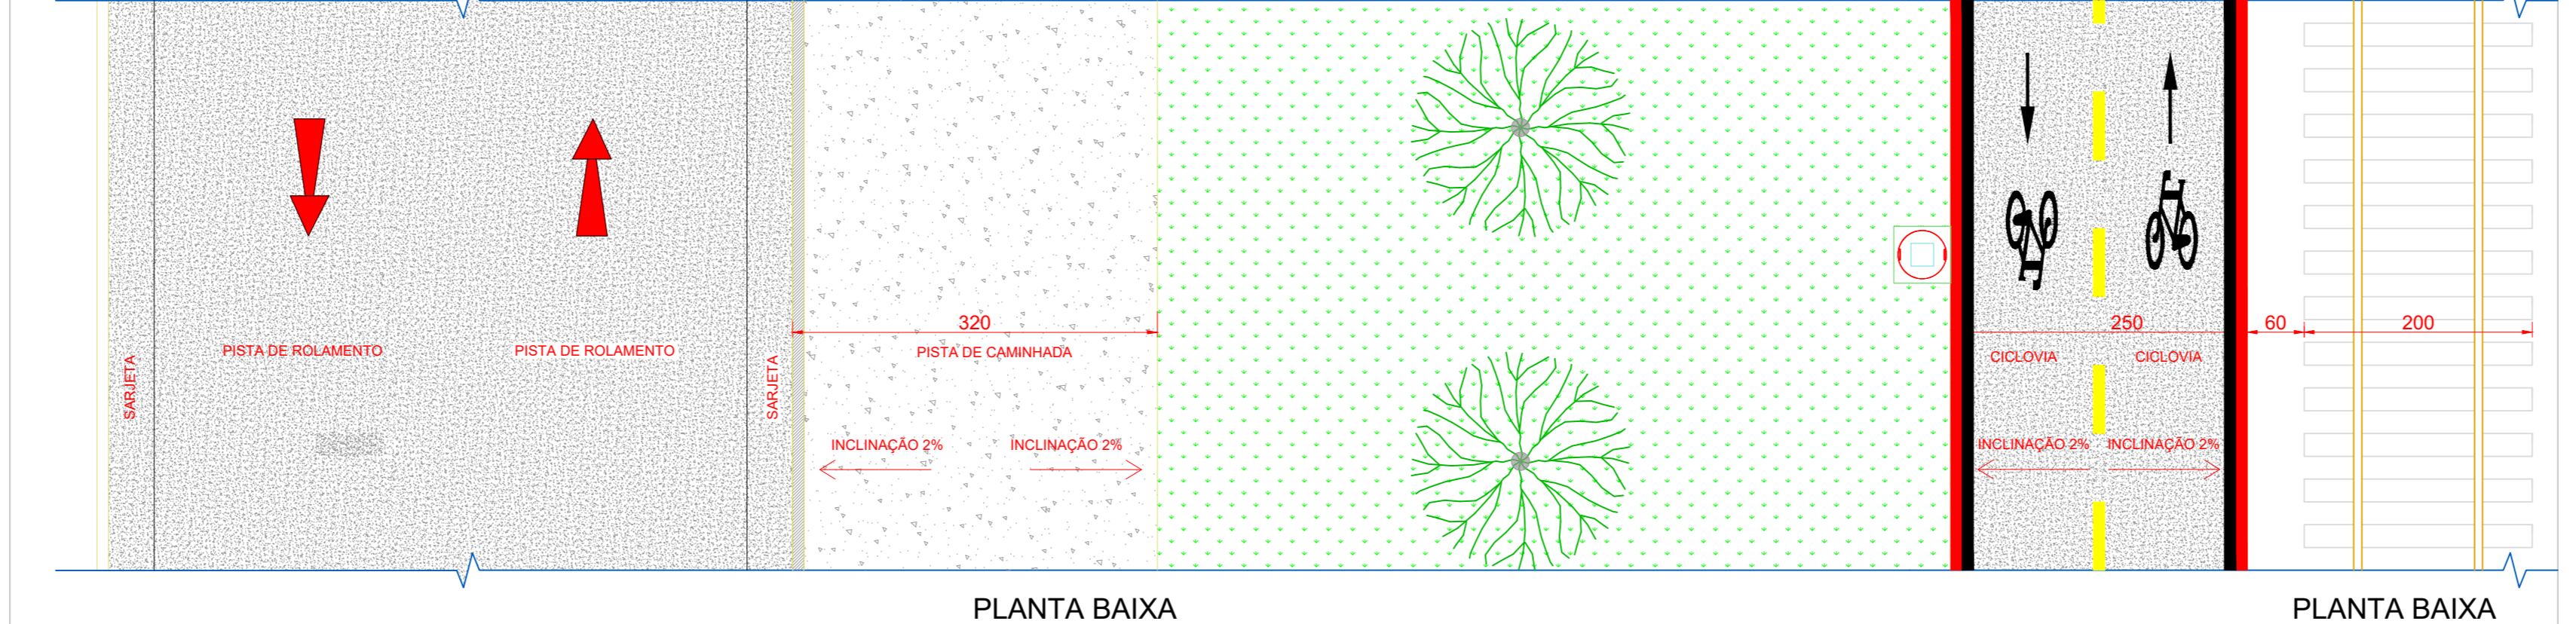 320
250
60
200
PISTA DE ROLAMENTO
PISTA DE ROLAMENTO
PISTA DE CAMINHADA
CICLOVIA
CICLOVIA
SARJETA
SARJETA
INCLINAÇÃO 2%
INCLINAÇÃO 2%
INCLINAÇÃO 2%
INCLINAÇÃO 2%
PLANTA BAIXA
PLANTA BAIXA